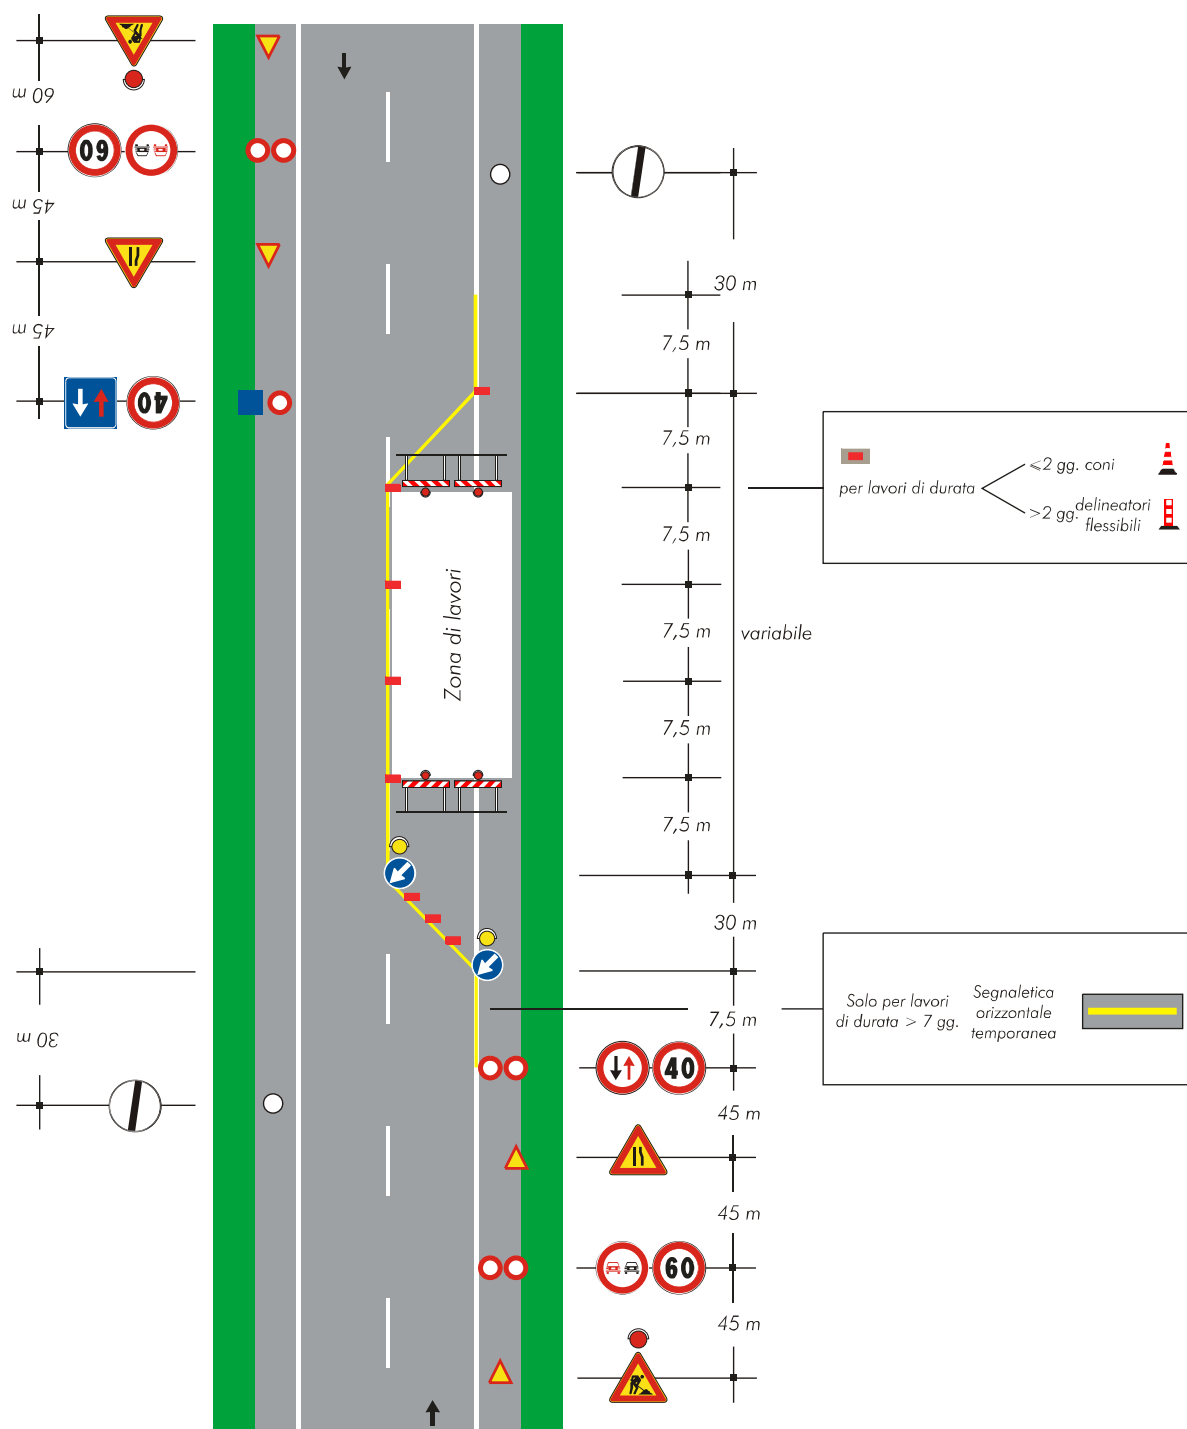 60 m
60
45 m
45 m
40
30 m
7,5 m
7,5 m
7,5 m
7,5 m
7,5 m
7,5 m
variabile
per lavori di durata
⩽2 gg. coni
>2 gg. delineatori
flessibili
Zona di lavori
30 m
Solo per lavori
di durata > 7 gg.
Segnaletica
orizzontale
temporanea
7,5 m
30 m
40
45 m
45 m
60
45 m